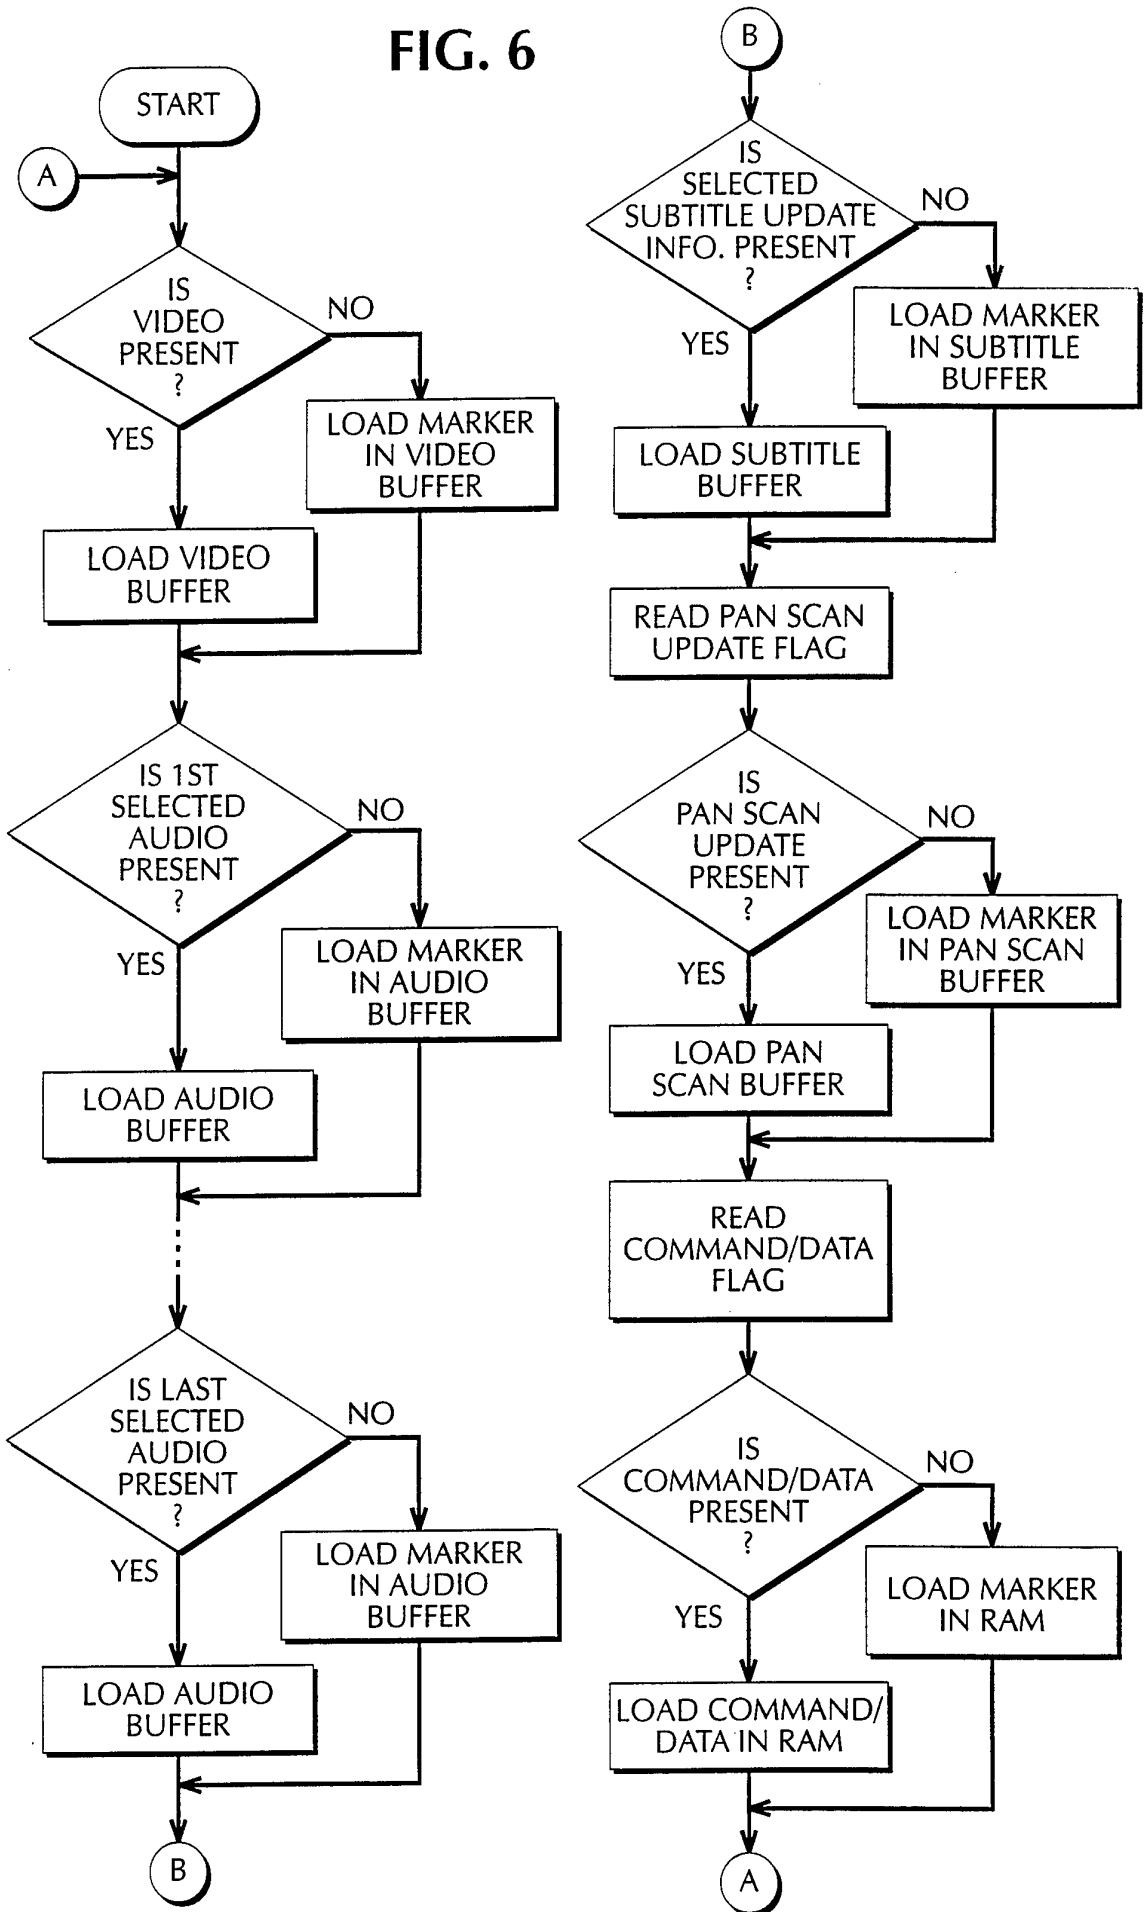 FIG. 6
START
A
IS
VIDEO
PRESENT
?
NO
YES
LOAD MARKER
IN VIDEO
BUFFER
LOAD VIDEO
BUFFER
IS 1ST
SELECTED
AUDIO
PRESENT
?
NO
YES
LOAD MARKER
IN AUDIO
BUFFER
LOAD AUDIO
BUFFER
IS LAST
SELECTED
AUDIO
PRESENT
?
NO
YES
LOAD MARKER
IN AUDIO
BUFFER
LOAD AUDIO
BUFFER
B
B
IS
SELECTED
SUBTITLE UPDATE
INFO. PRESENT
?
NO
YES
LOAD MARKER
IN SUBTITLE
BUFFER
LOAD SUBTITLE
BUFFER
READ PAN SCAN
UPDATE FLAG
IS
PAN SCAN
UPDATE
PRESENT
?
NO
YES
LOAD MARKER
IN PAN SCAN
BUFFER
LOAD PAN
SCAN BUFFER
READ
COMMAND/DATA
FLAG
IS
COMMAND/DATA
PRESENT
?
NO
YES
LOAD MARKER
IN RAM
LOAD COMMAND/
DATA IN RAM
A